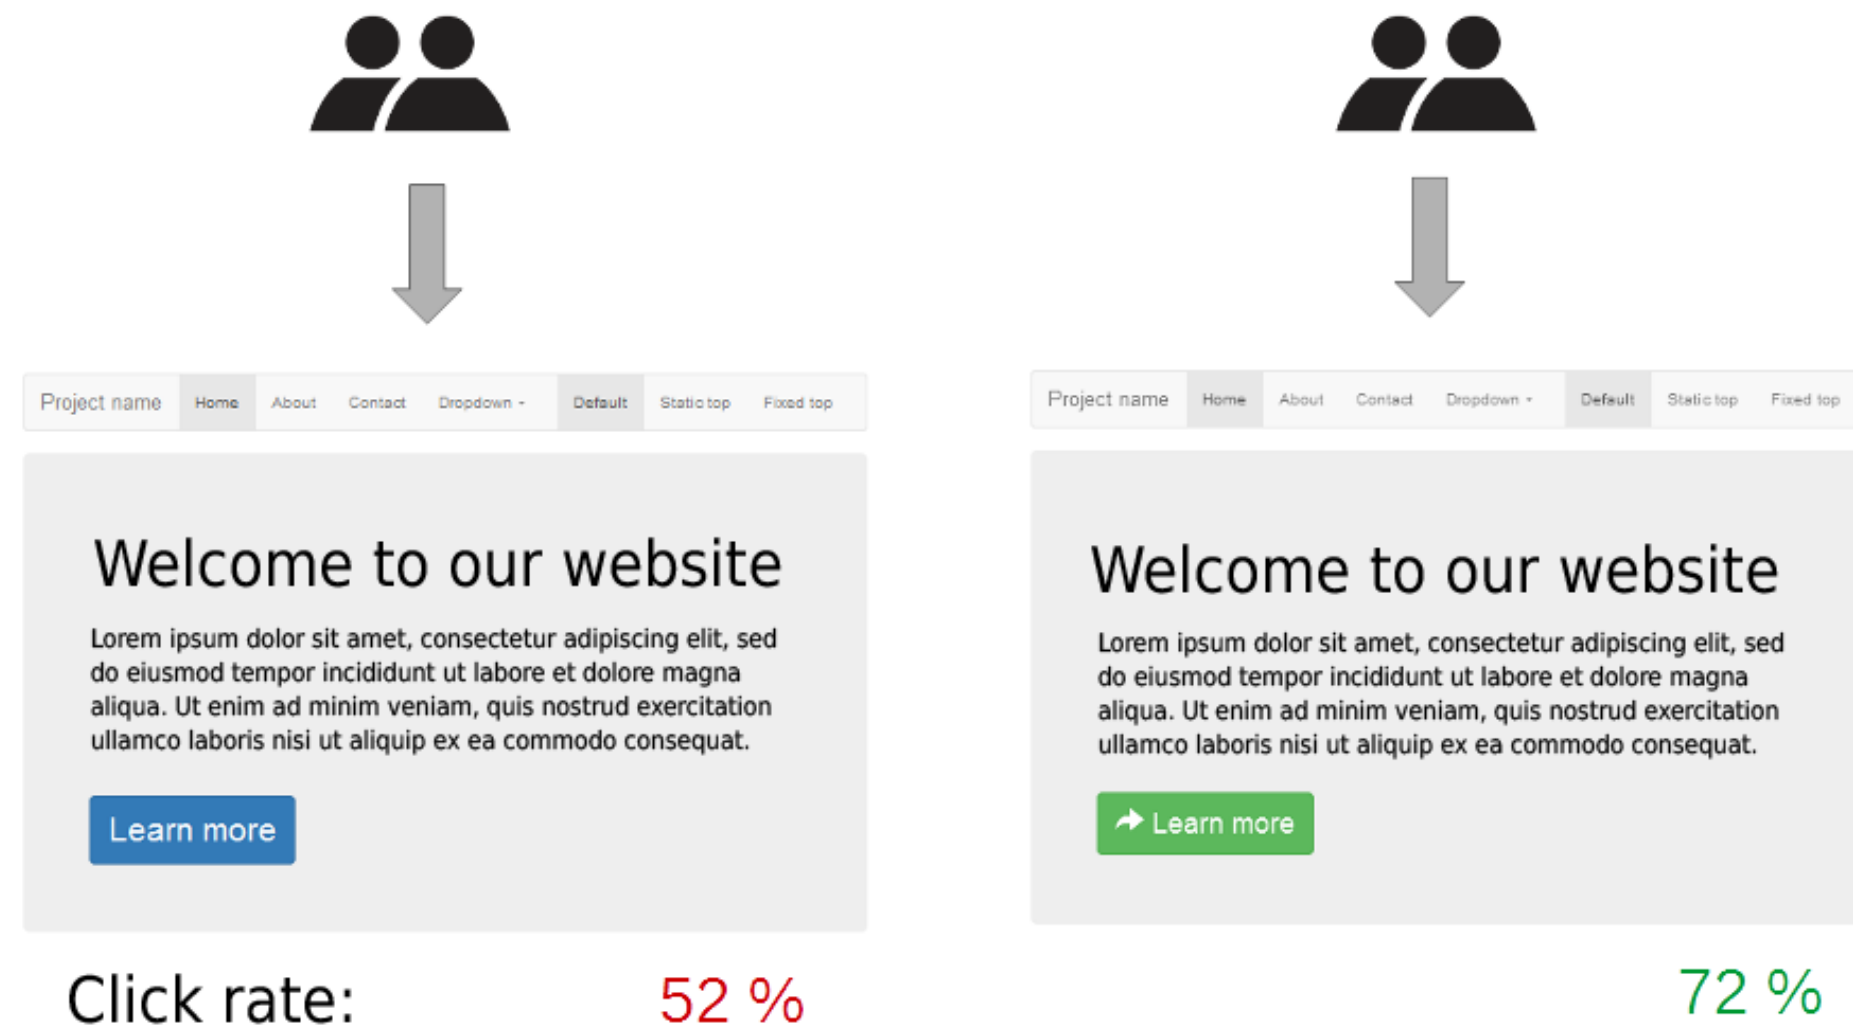 Project name Home About Contact Dropdown Default Static top Fixed top
Welcome to our website
Lorem ipsum dolor sit amet, consectetur adipiscing elit, sed
do eiusmod tempor incididunt ut labore et dolore magna
aliqua. Ut enim ad minim veniam, quis nostrud exercitation
ullamco laboris nisi ut aliquip ex ea commodo consequat.
Learn more
Click rate: 52 %
Project name Home About Contact Dropdown Default Static top Fixed top
Welcome to our website
Lorem ipsum dolor sit amet, consectetur adipiscing elit, sed
do eiusmod tempor incididunt ut labore et dolore magna
aliqua. Ut enim ad minim veniam, quis nostrud exercitation
ullamco laboris nisi ut aliquip ex ea commodo consequat.
Learn more
72 %